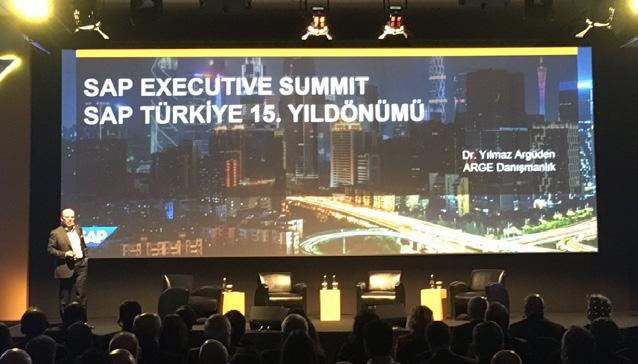 SAP EXECUTIVE SUMMIT
SAP TÜRKİYE 15. YILDÖNÜMÜ
Dr. Yılmaz Argüden
ARGE Danışmanlık
SAP